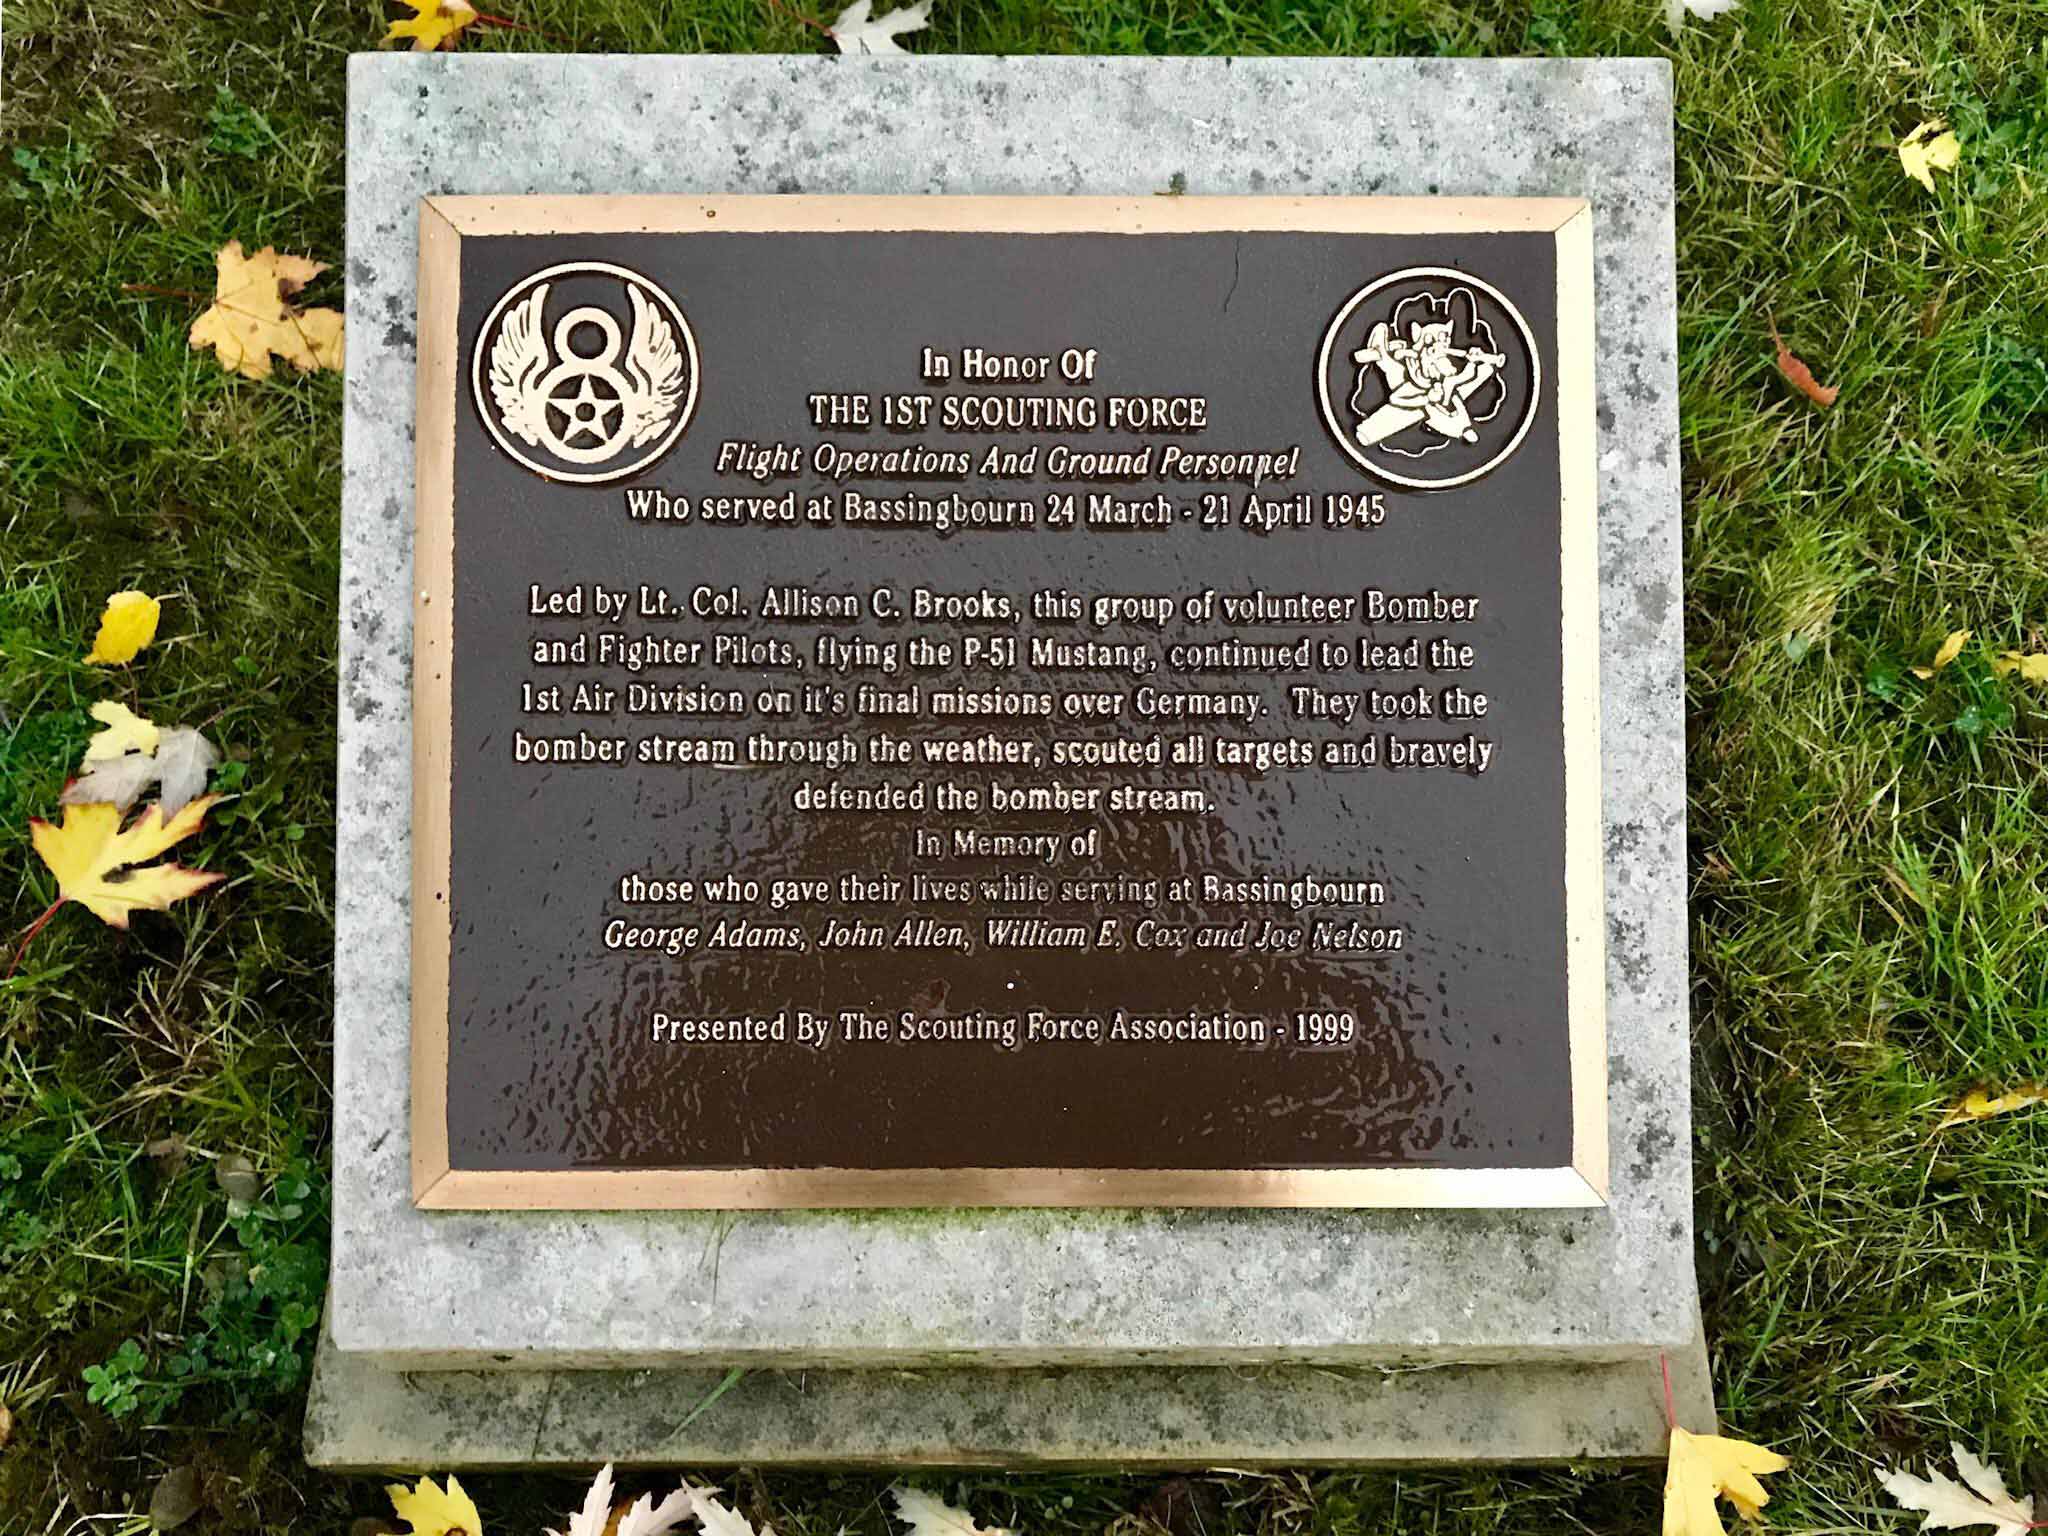 In Honor Of
THE 1ST SCOUTING FORCE
Flight Operations And Ground Personnel
Who served at Bassingbourn 24 March - 21 April 1945
Led by Lt. Col. Allison C. Brooks, this group of volunteer Bomber
and Fighter Pilots, flying the P-51 Mustang, continued to lead the
1st Air Division on it's final missions over Germany. They took the
bomber stream through the weather, scouted all targets and bravely
defended the bomber stream.
In Memory of
those who gave their lives while serving at Bassingbourn
George Adams, John Allen, William E. Cox and Joe Nelson
Presented By The Scouting Force Association - 1999